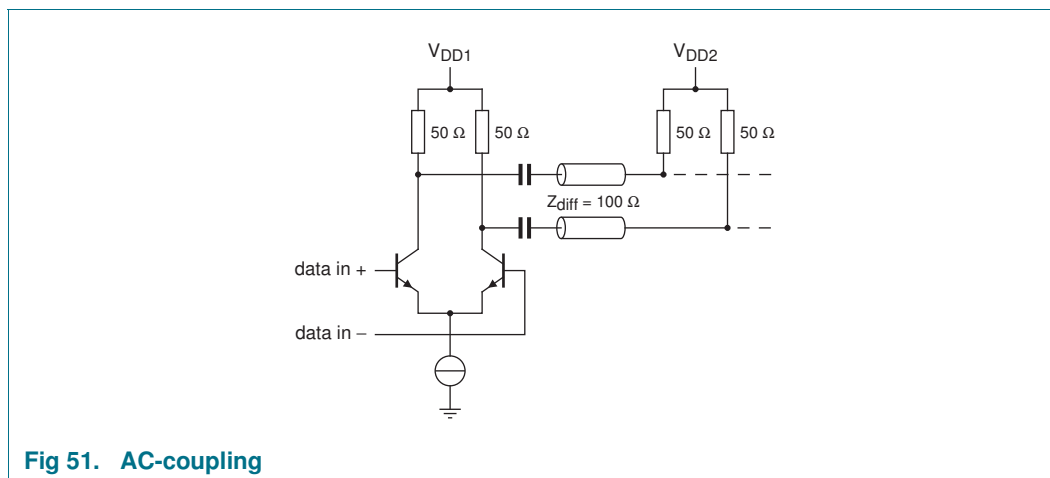 VDD1
VDD2
50 Ω
50 Ω
50 Ω
50 Ω
Zdiff = 100 Ω
data in +
data in −
Fig 51. AC-coupling